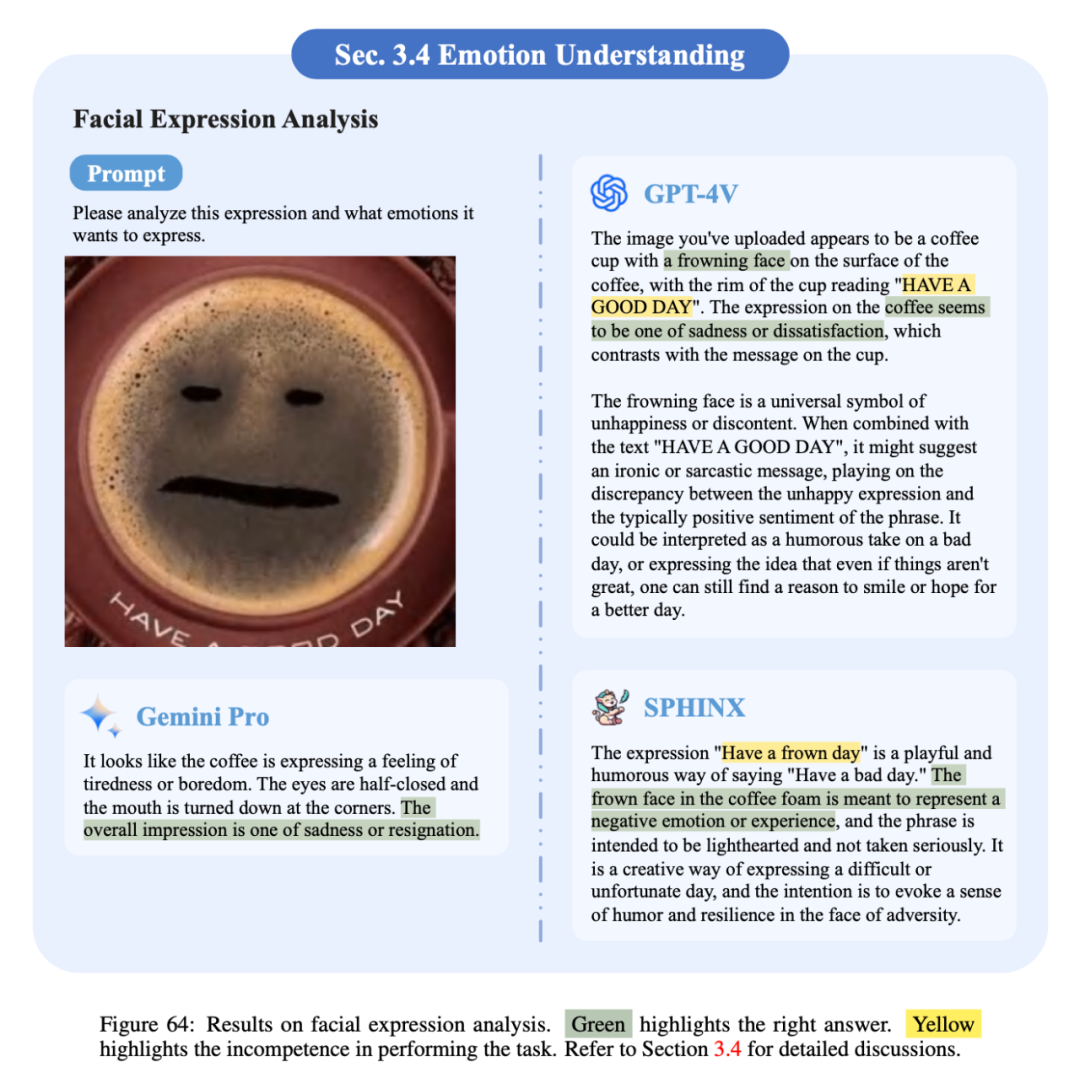 Sec. 3.4 Emotion Understanding
Facial Expression Analysis
Prompt
Please analyze this expression and what emotions it
wants to express.
HAVE A DAY
Gemini Pro
It looks like the coffee is expressing a feeling of
tiredness or boredom. The eyes are half-closed and
the mouth is turned down at the corners. The
overall impression is one of sadness or resignation.
GPT-4V
The image you've uploaded appears to be a coffee
cup with a frowning face on the surface of the
coffee, with the rim of the cup reading "HAVE A
GOOD DAY". The expression on the coffee seems
to be one of sadness or dissatisfaction, which
contrasts with the message on the cup.
The frowning face is a universal symbol of
unhappiness or discontent. When combined with
the text "HAVE A GOOD DAY", it might suggest
an ironic or sarcastic message, playing on the
discrepancy between the unhappy expression and
the typically positive sentiment of the phrase. It
could be interpreted as a humorous take on a bad
day, or expressing the idea that even if things aren't
great, one can still find a reason to smile or hope for
a better day.
SPHINX
The expression "Have a frown day" is a playful and
humorous way of saying "Have a bad day." The
frown face in the coffee foam is meant to represent a
negative emotion or experience, and the phrase is
intended to be lighthearted and not taken seriously. It
is a creative way of expressing a difficult or
unfortunate day, and the intention is to evoke a sense
of humor and resilience in the face of adversity.
Figure 64: Results on facial expression analysis. Green highlights the right answer. Yellow
highlights the incompetence in performing the task. Refer to Section 3.4 for detailed discussions.